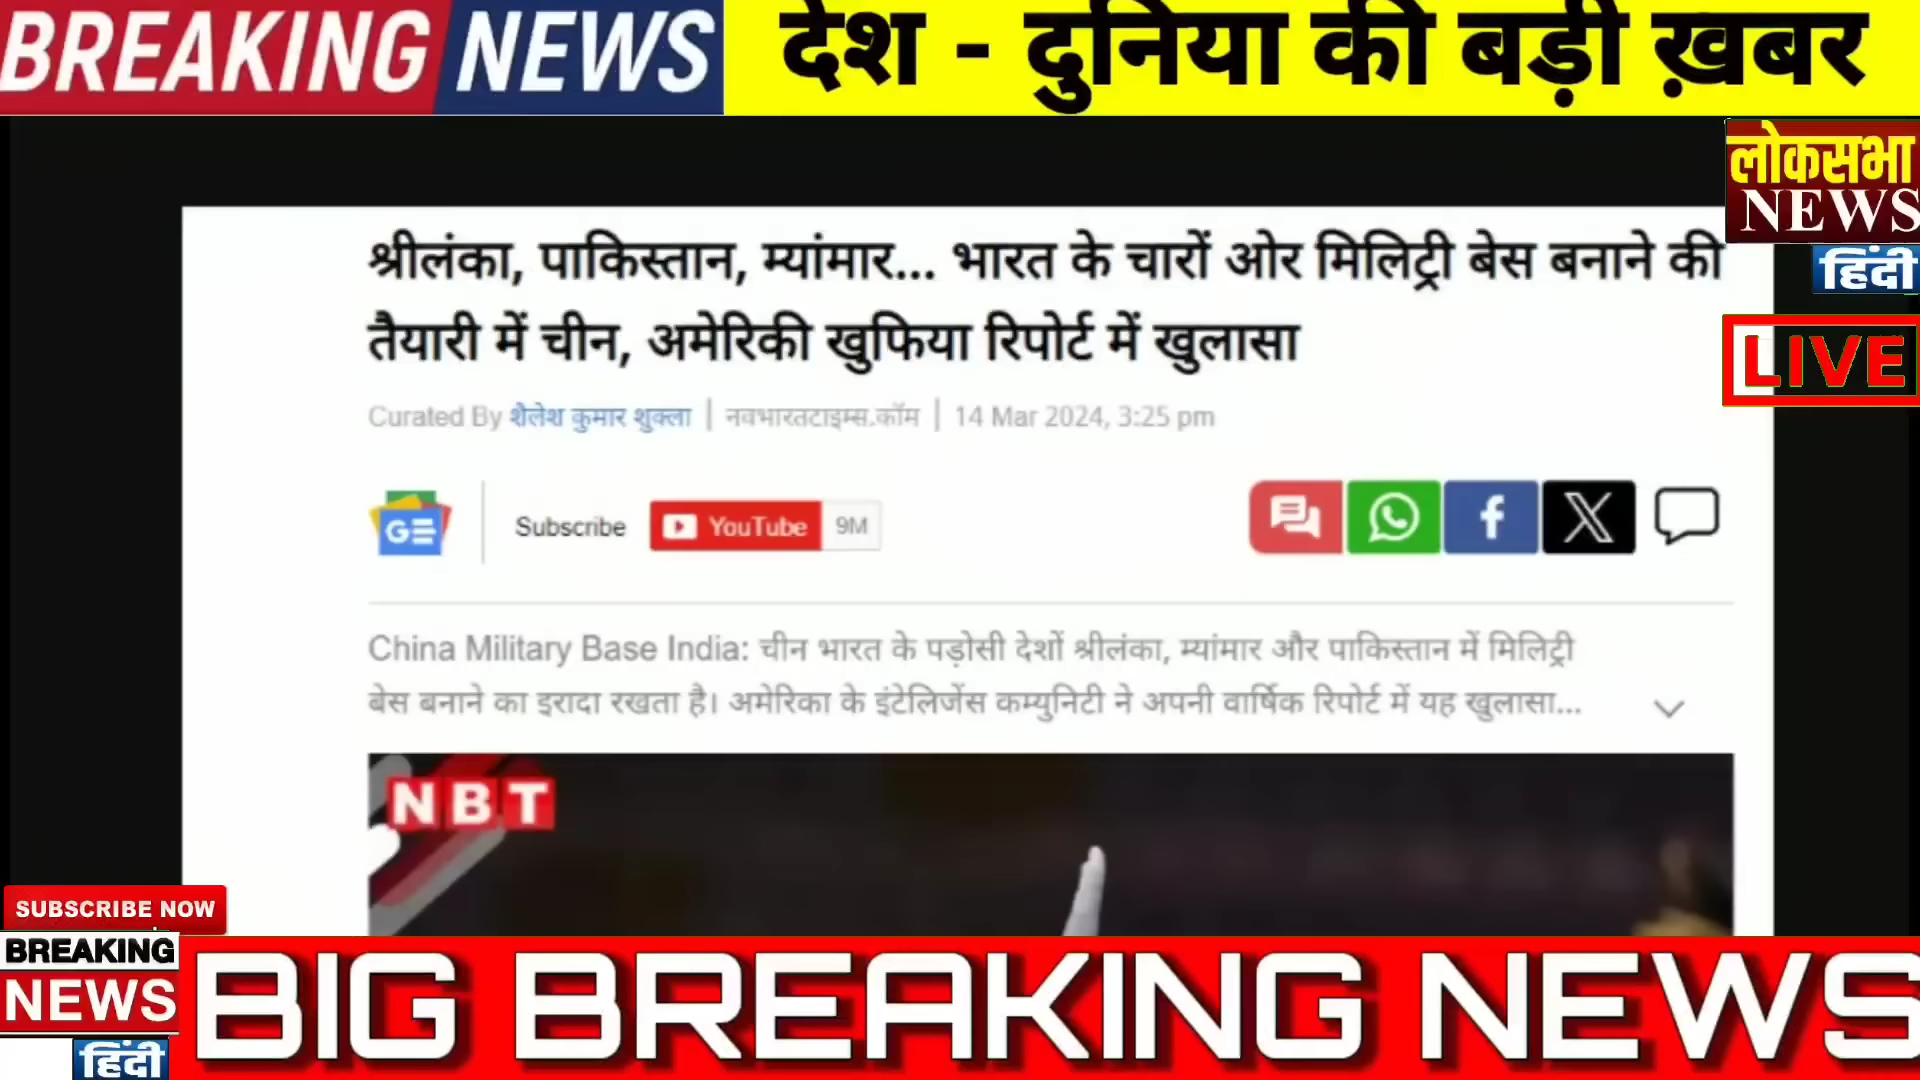 BREAKING NEWS देश - दुनिया की बड़ी ख़बर
लोकसभा
NEWS
हिंदी
LIVE
श्रीलंका, पाकिस्तान, म्यांमार... भारत के चारों ओर मिलिट्री बेस बनाने की
तैयारी में चीन, अमेरिकी खुफिया रिपोर्ट में खुलासा
Curated By शैलेश कुमार शुक्ला | नवभारतटाइम्स.कॉम | 14 Mar 2024, 3:25 pm
GE Subscribe YouTube 9M
China Military Base India: चीन भारत के पड़ोसी देशों श्रीलंका, म्यांमार और पाकिस्तान में मिलिट्री
बेस बनाने का इरादा रखता है। अमेरिका के इंटेलिजेंस कम्युनिटी ने अपनी वार्षिक रिपोर्ट में यह खुलासा...
NBT
SUBSCRIBE NOW
BREAKING
NEWS
हिंदी
BIG BREAKING NEWS